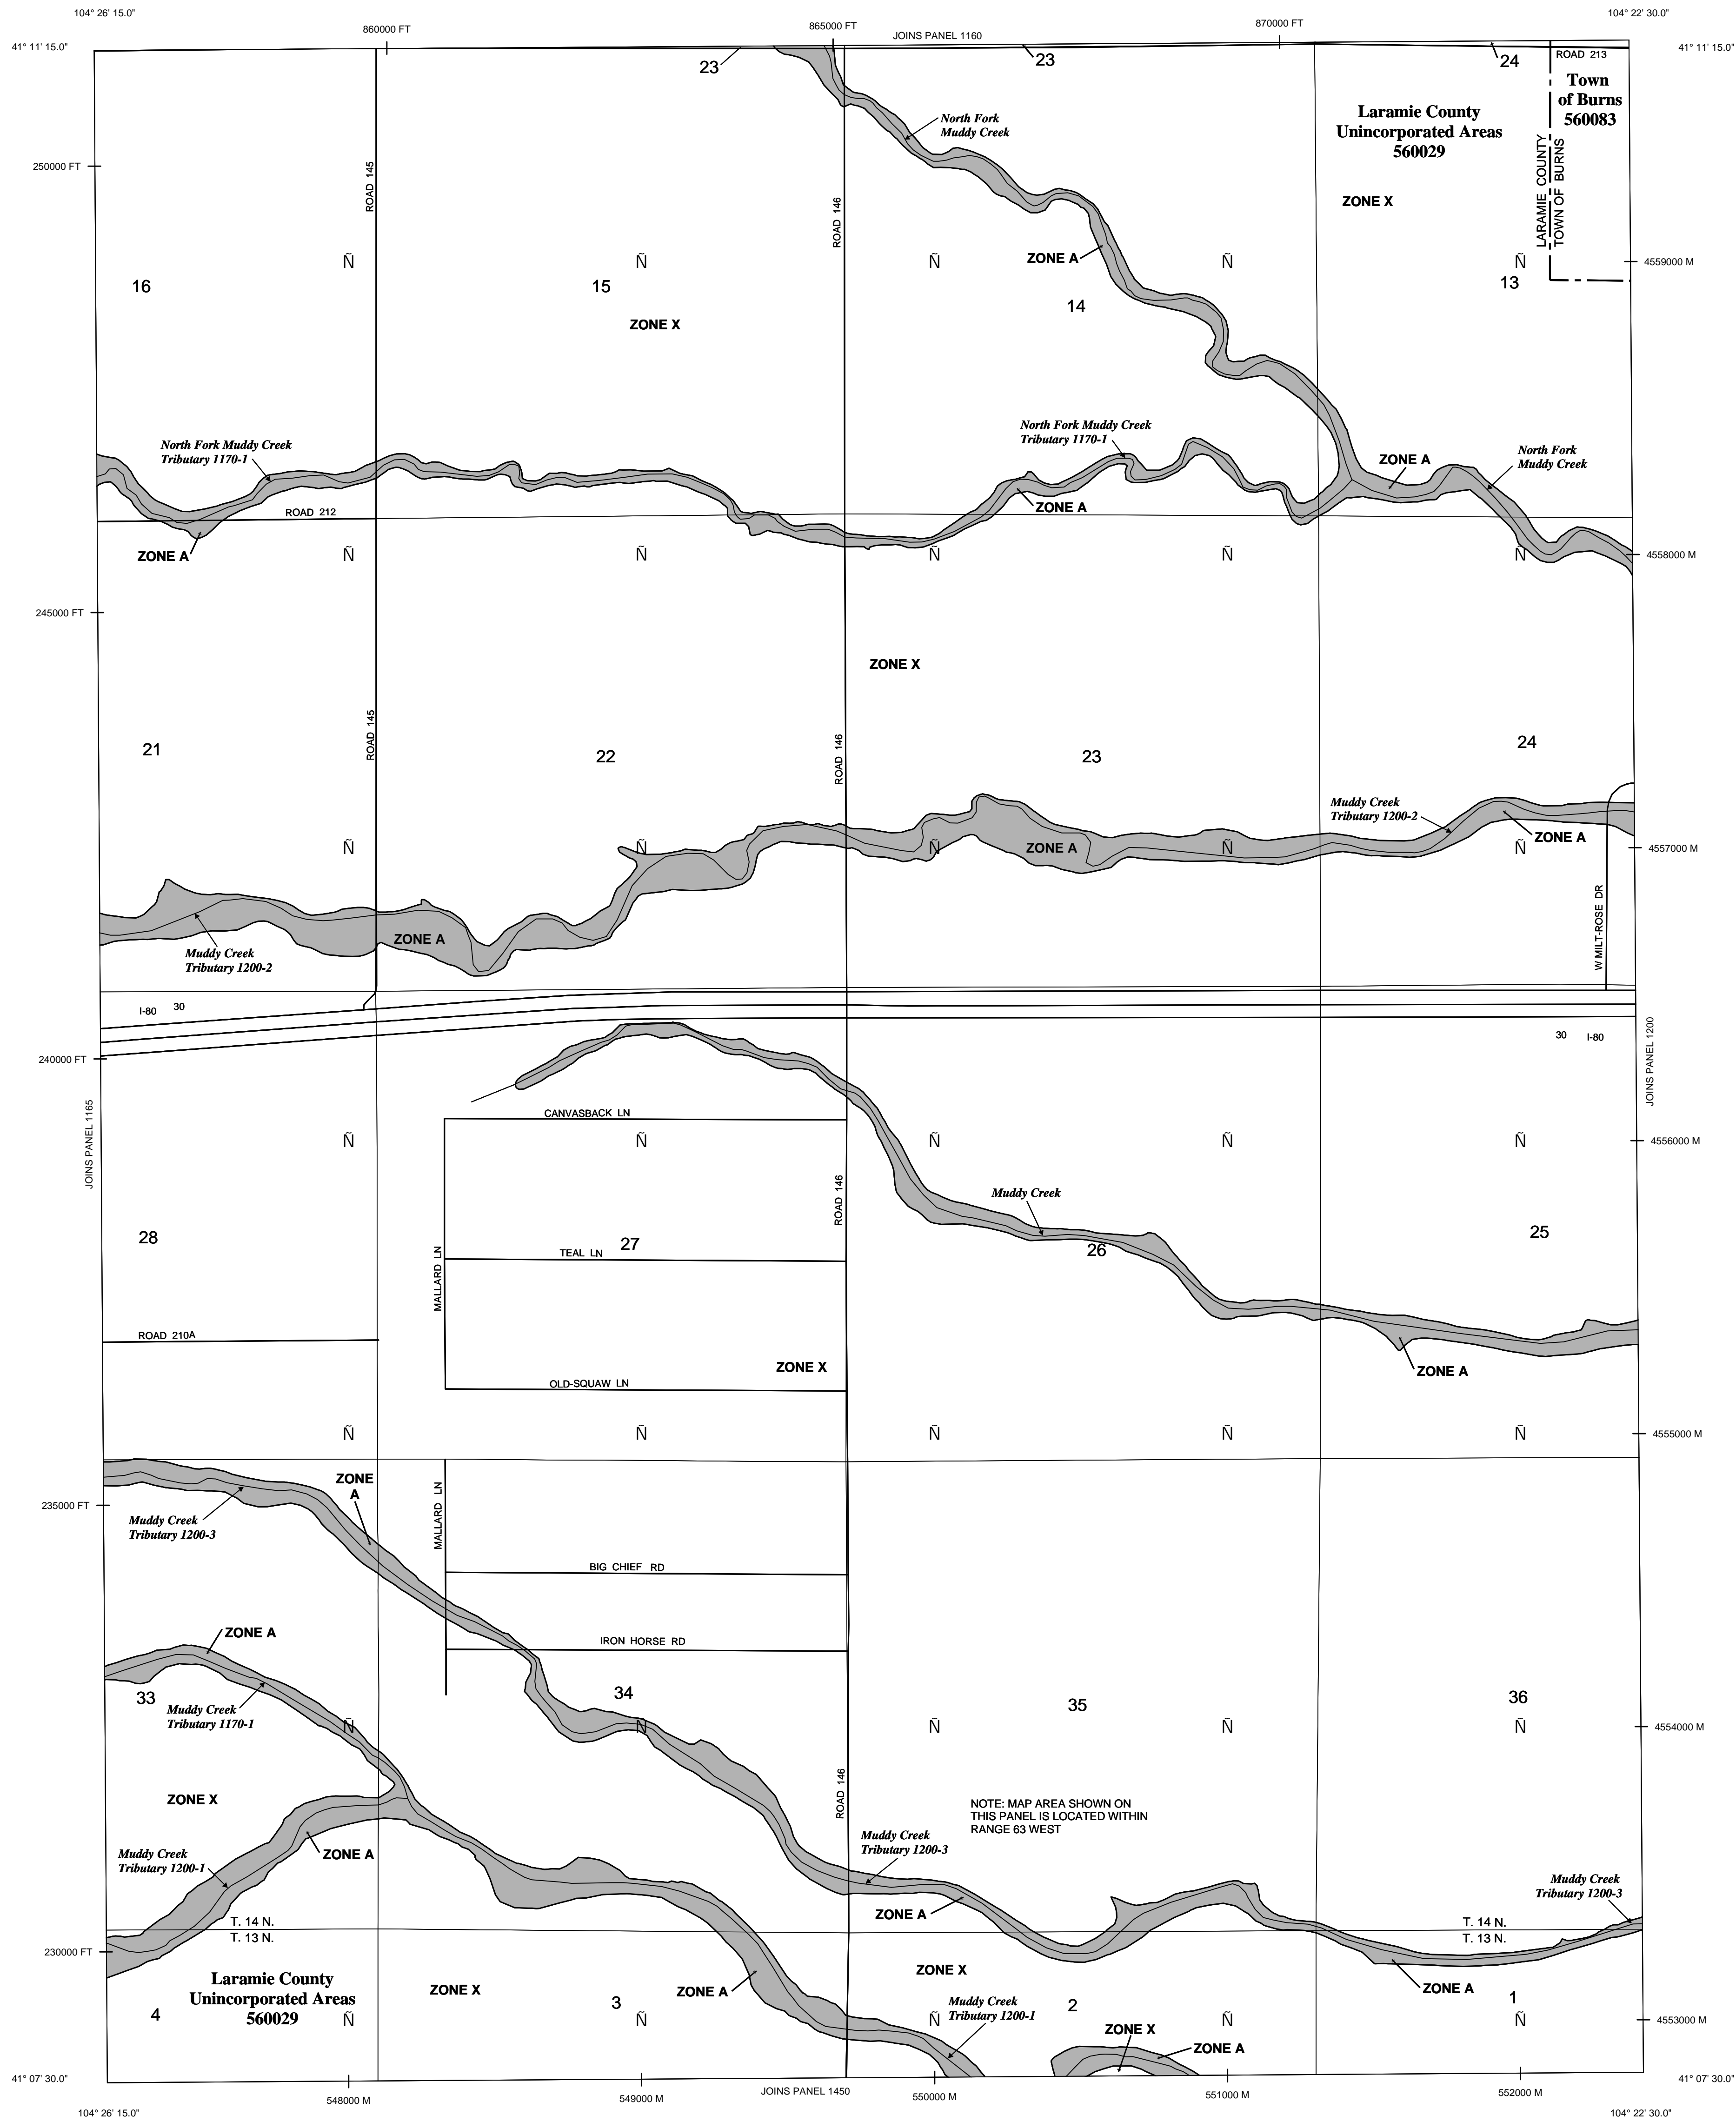 104° 26' 15.0"
860000 FT
865000 FT
JOINS PANEL 1160
870000 FT
104° 22' 30.0"
41° 11' 15.0"
41° 11' 15.0"
23
23
24
ROAD 213
Town
of Burns
560083
Laramie County
Unincorporated Areas
560029
North Fork
Muddy Creek
LARAMIE COUNTY
TOWN OF BURNS
250000 FT
ROAD 145
ROAD 146
ZONE X
ZONE A
Ñ
Ñ
Ñ
Ñ
Ñ
4559000 M
16
15
14
13
ZONE X
North Fork Muddy Creek
Tributary 1170-1
North Fork Muddy Creek
Tributary 1170-1
ZONE A
North Fork
Muddy Creek
ROAD 212
ZONE A
ZONE A
Ñ
Ñ
Ñ
Ñ
Ñ
4558000 M
245000 FT
ZONE X
ROAD 145
ROAD 146
21
22
23
24
Muddy Creek
Tributary 1200-2
ZONE A
Ñ
Ñ
Ñ
ZONE A
Ñ
Ñ
4557000 M
W MILT-ROSE DR
ZONE A
Muddy Creek
Tributary 1200-2
I-80
30
30
I-80
JOINS PANEL 1200
240000 FT
JOINS PANEL 1165
CANVASBACK LN
Ñ
Ñ
Ñ
Ñ
Ñ
4556000 M
ROAD 146
Muddy Creek
28
27
26
25
MALLARD LN
TEAL LN
ROAD 210A
ZONE X
ZONE A
OLD-SQUAW LN
Ñ
Ñ
Ñ
Ñ
Ñ
4555000 M
ZONE
A
235000 FT
MALLARD LN
Muddy Creek
Tributary 1200-3
BIG CHIEF RD
ZONE A
IRON HORSE RD
33
34
35
36
Muddy Creek
Tributary 1170-1
Ñ
Ñ
Ñ
Ñ
Ñ
4554000 M
ROAD 146
ZONE X
NOTE: MAP AREA SHOWN ON
THIS PANEL IS LOCATED WITHIN
RANGE 63 WEST
Muddy Creek
Tributary 1200-3
Muddy Creek
Tributary 1200-1
ZONE A
Muddy Creek
Tributary 1200-3
ZONE A
T. 14 N.
T. 13 N.
T. 14 N.
T. 13 N.
230000 FT
Laramie County
Unincorporated Areas
560029
ZONE X
ZONE A
ZONE X
ZONE A
4
3
2
1
Muddy Creek
Tributary 1200-1
Ñ
Ñ
Ñ
Ñ
Ñ
4553000 M
ZONE X
ZONE A
41° 07' 30.0"
41° 07' 30.0"
JOINS PANEL 1450
548000 M
549000 M
550000 M
551000 M
552000 M
104° 26' 15.0"
104° 22' 30.0"